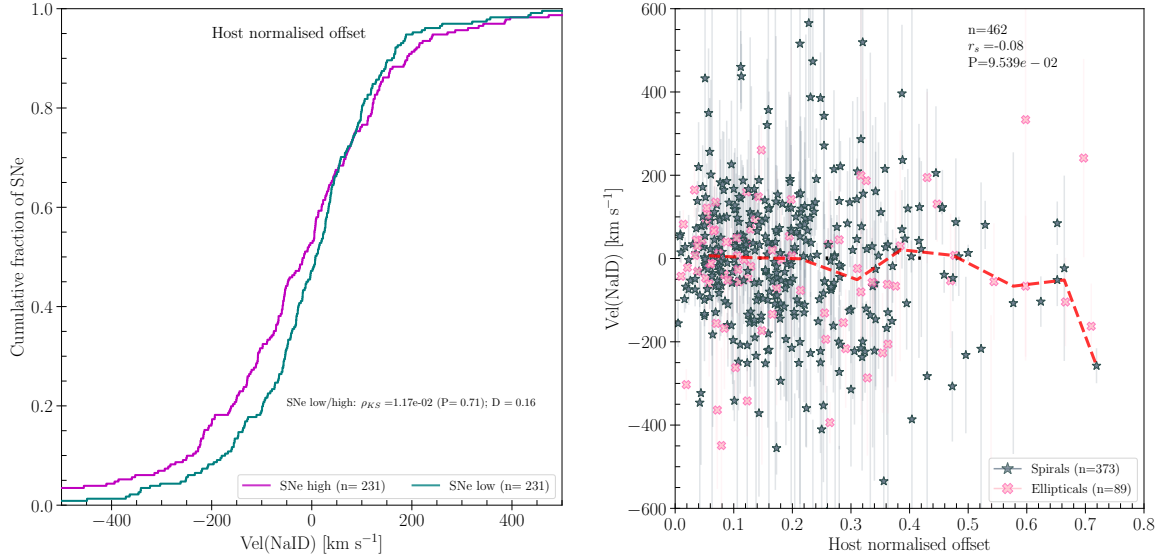 Host normalised offset
Cumulative fraction of SNe
1.0
0.8
0.6
0.4
0.2
0.0
SNe low/high: ρKS =1.17e-02 (P= 0.71); D = 0.16
SNe high (n= 231)
SNe low (n= 231)
−400 −200 0 200 400
Vel(NaID) [km s−1]
n=462
rs =-0.08
P=9.539e − 02
Vel(NaID) [km s−1]
600
400
200
0
−200
−400
−600
Spirals (n=373)
Ellipticals (n=89)
0.0 0.1 0.2 0.3 0.4 0.5 0.6 0.7 0.8
Host normalised offset